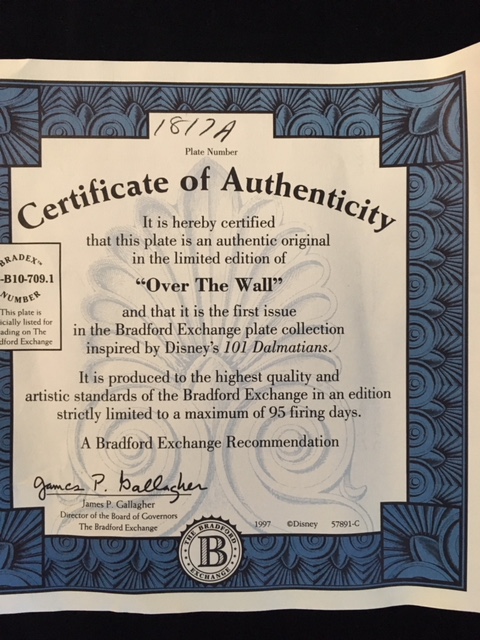 1817A
Plate Number
Certificate of Authenticity
It is hereby certified
that this plate is an authentic original
in the limited edition of
"Over The Wall"
and that it is the first issue
in the Bradford Exchange plate collection
inspired by Disney's 101 Dalmatians.
BRADEX™
-B10-709.1
NUMBER
This plate is
icially listed for
ading on The
dford Exchange
It is produced to the highest quality and
artistic standards of the Bradford Exchange in an edition
strictly limited to a maximum of 95 firing days.
A Bradford Exchange Recommendation
James P. Gallagher
James P. Gallagher
Director of the Board of Governors
The Bradford Exchange
THE BRADFORD
B
EXCHANGE
1997 ©Disney 57891-C